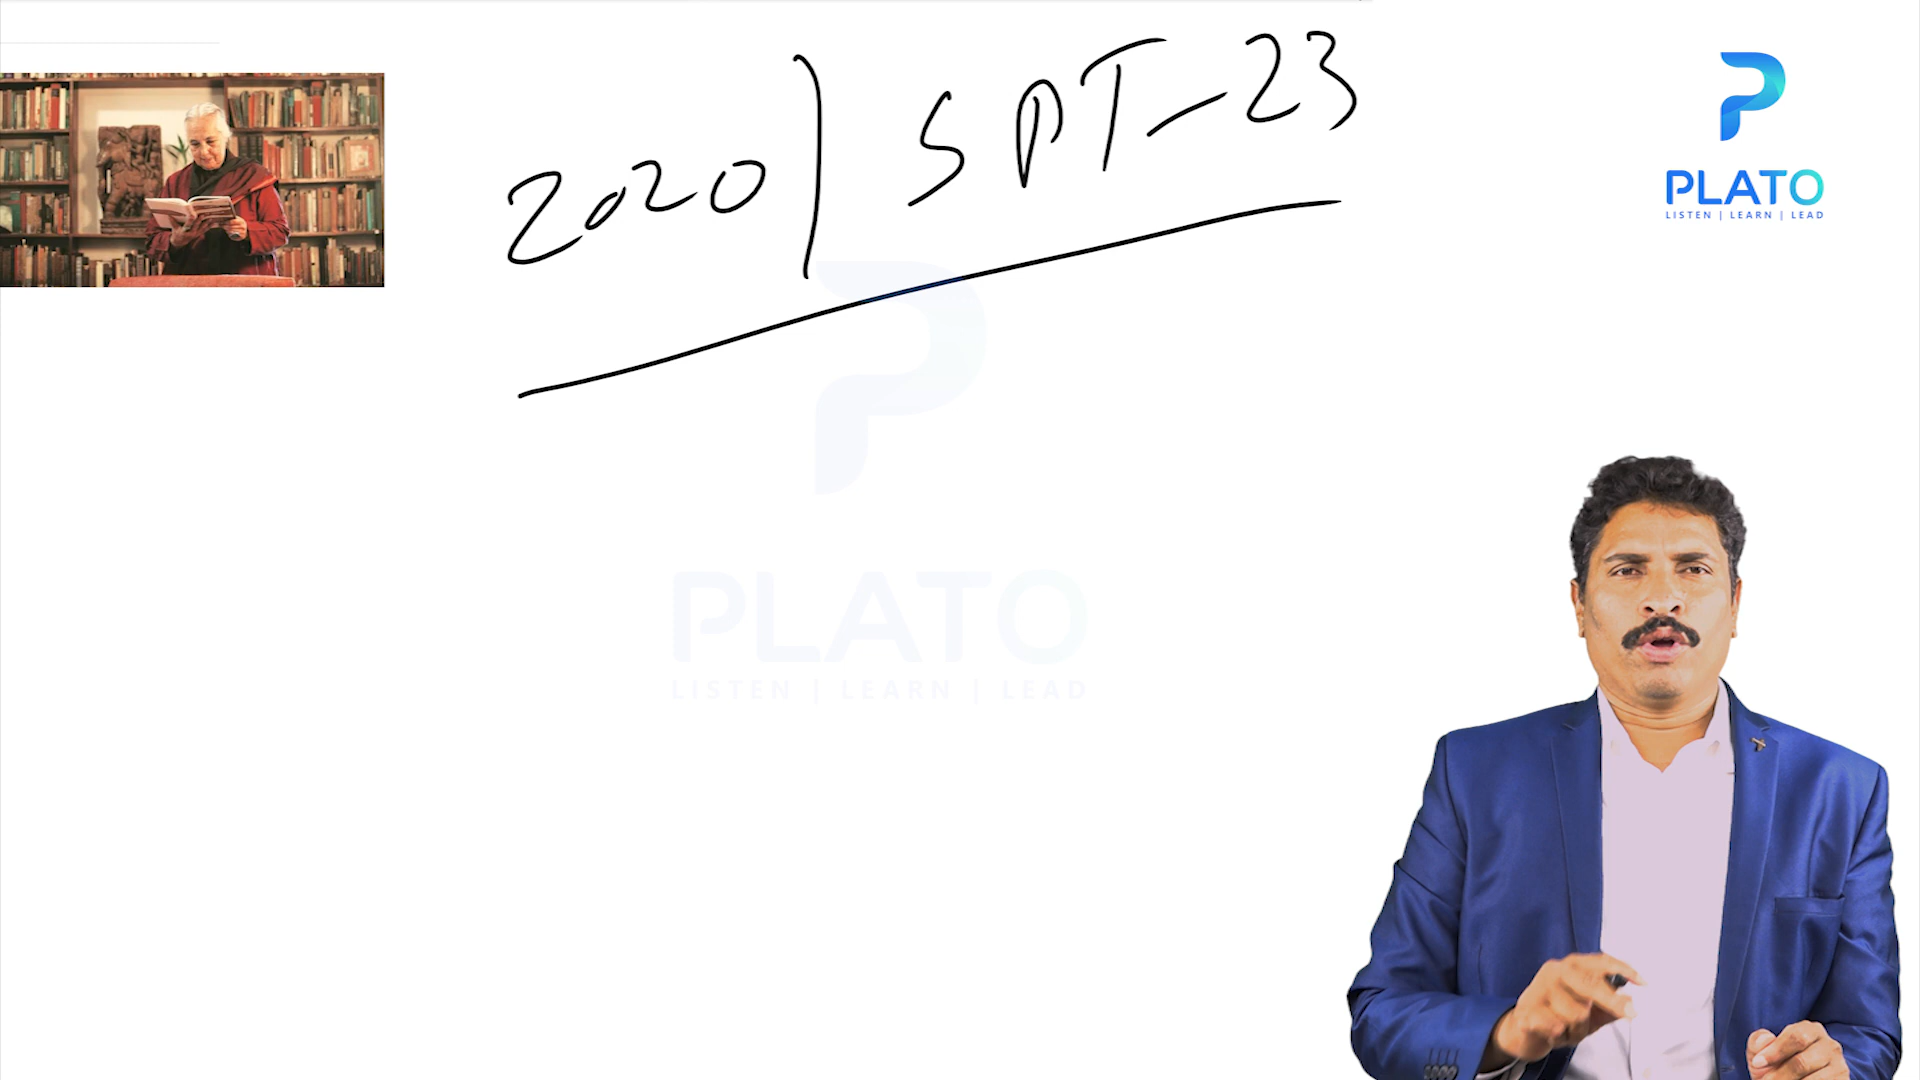 2020) SPT-23
PLATO
LISTEN | LEARN | LEAD
PLATO
LISTEN | LEARN | LEAD